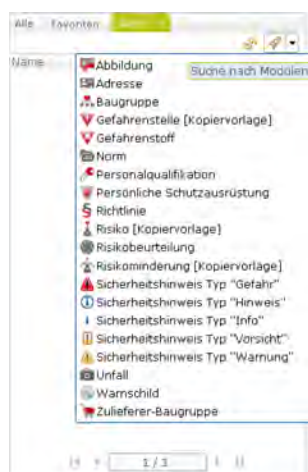 Alle Favoriten
Suche nach Modulen
Name
Abbildung
Adresse
Baugruppe
Gefahrenstelle [Kopiervorlage]
Gefahrenstoff
Norm
Personalqualifikation
Persönliche Schutzausrüstung
Richtlinie
Risiko [Kopiervorlage]
Risikobeurteilung
Risikominderung [Kopiervorlage]
Sicherheitshinweis Typ "Gefahr"
Sicherheitshinweis Typ "Hinweis"
Sicherheitshinweis Typ "Info"
Sicherheitshinweis Typ "Vorsicht"
Sicherheitshinweis Typ "Warnung"
Unfall
Warnschild
Zulieferer-Baugruppe
1 / 1